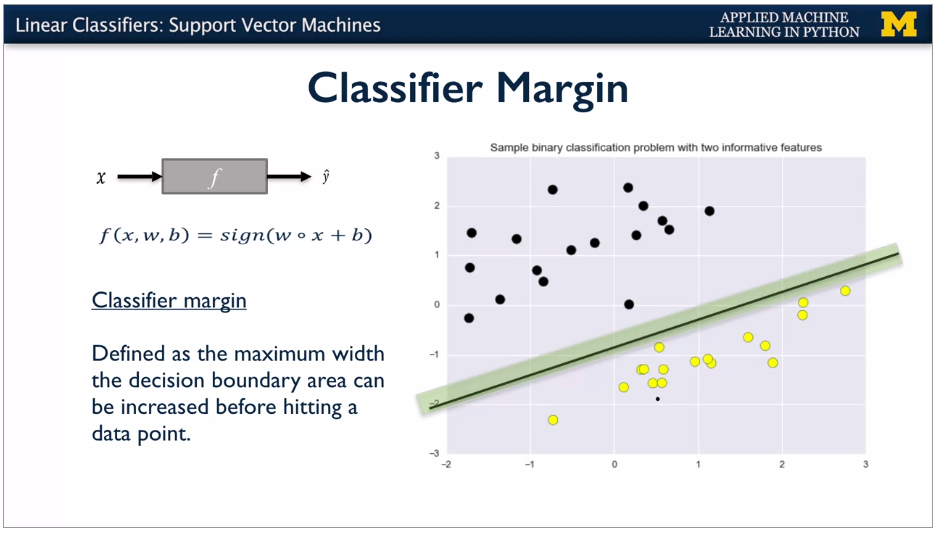 Linear Classifiers: Support Vector Machines
APPLIED MACHINE
LEARNING IN PYTHON
M
Classifier Margin
x
f
ŷ
f(x, w, b) = sign(w ∘ x + b)
Classifier margin
Defined as the maximum width
the decision boundary area can
be increased before hitting a
data point.
Sample binary classification problem with two informative features
3
2
1
0
−1
−2
−3
−2 −1 0 1 2 3